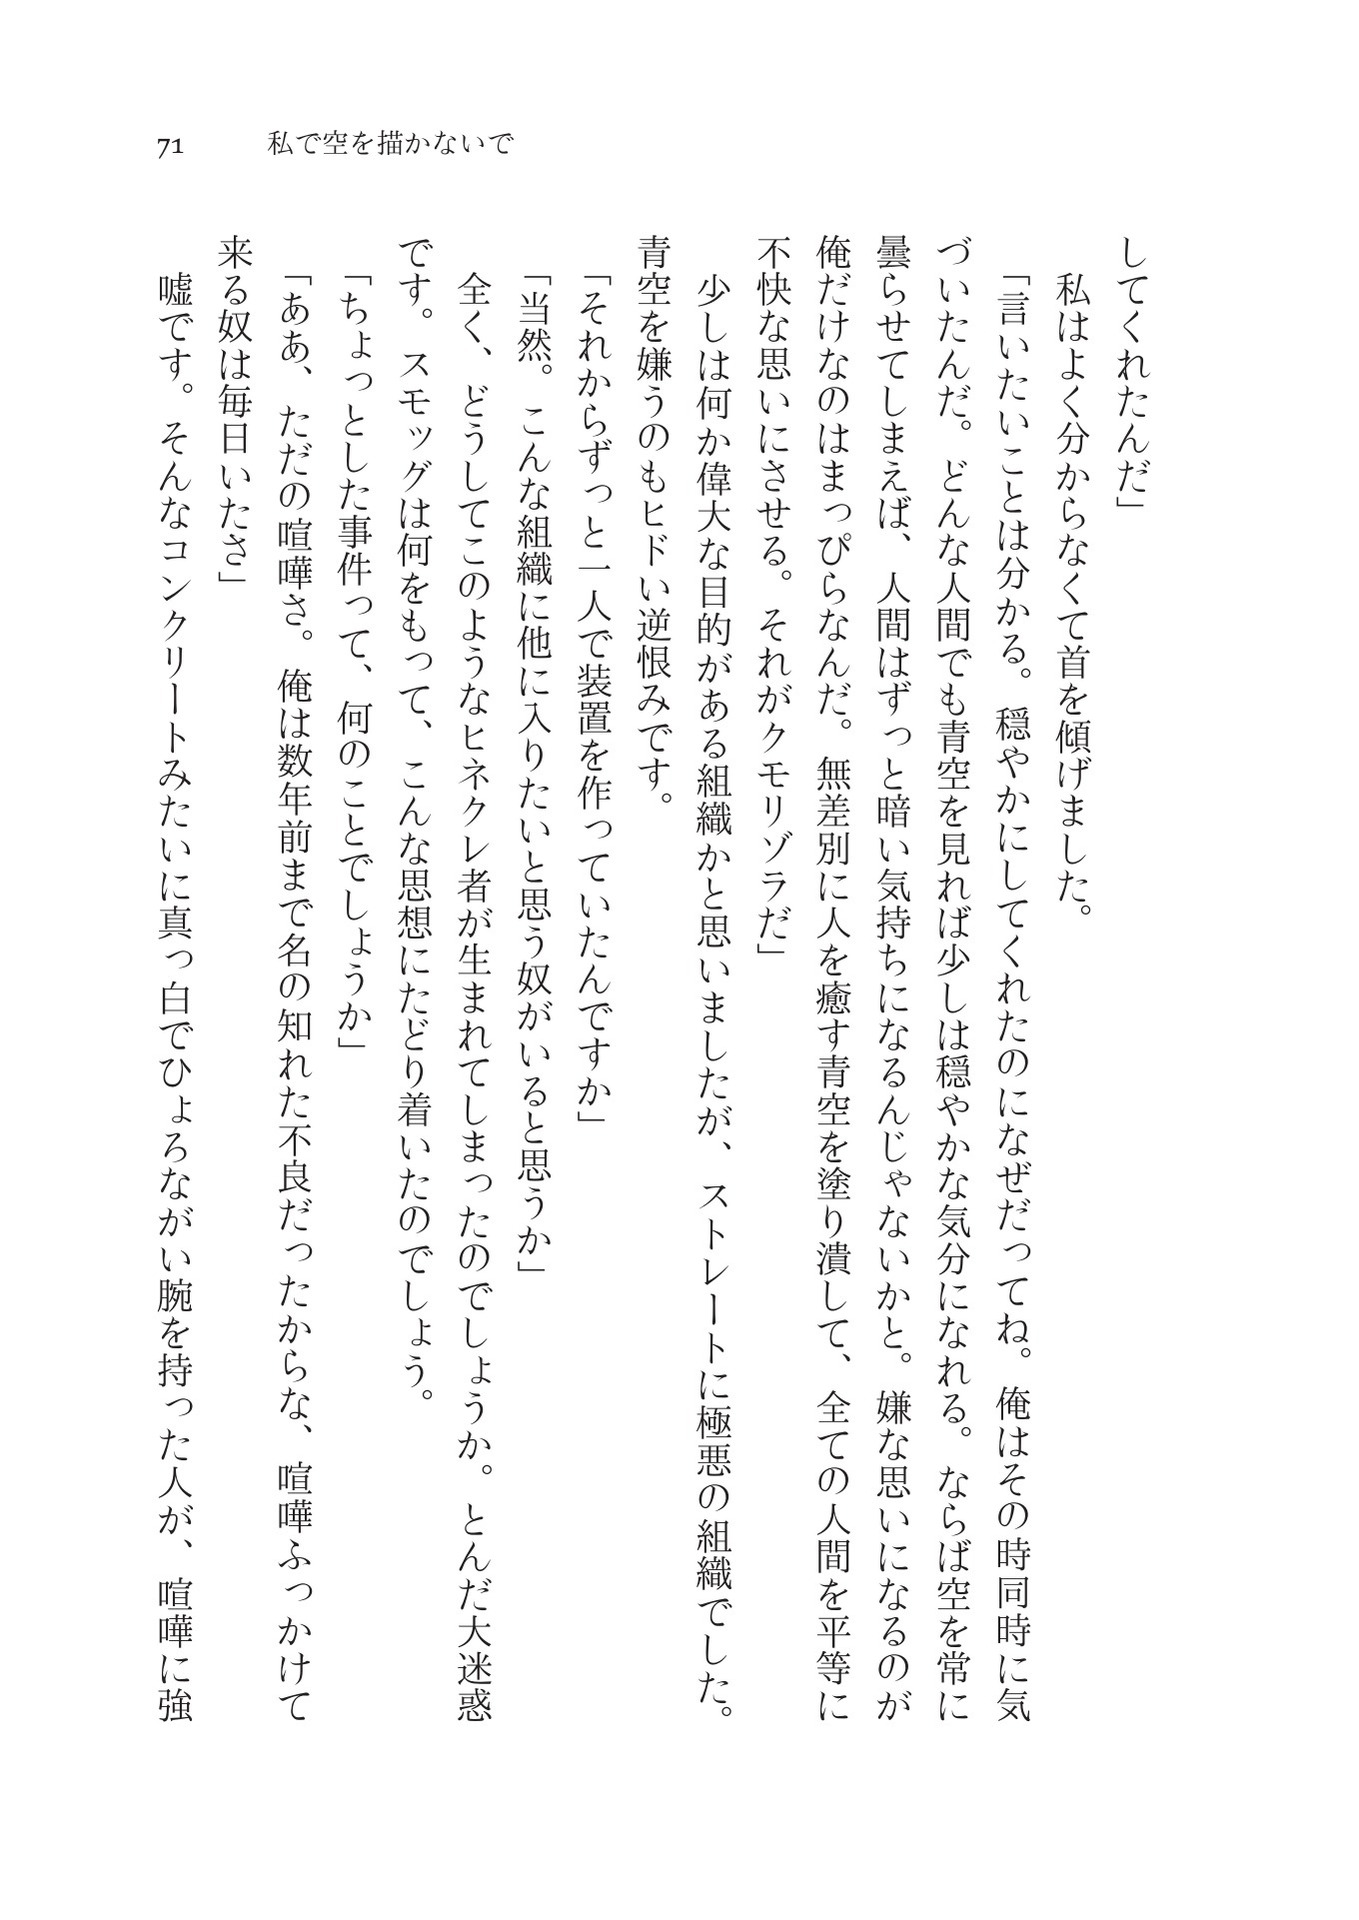 71 私で空を描かないで
してくれたんだ」
私はよく分からなくて首を傾げました。
「言いたいことは分かる。穏やかにしてくれたのになぜだってね。俺はその時同時に気
づいたんだ。どんな人間でも青空を見れば少しは穏やかな気分になれる。ならば空を常に
曇らせてしまえば、人間はずっと暗い気持ちになるんじゃないかと。嫌な思いになるのが
俺だけなのはまっぴらなんだ。無差別に人を癒す青空を塗り潰して、全ての人間を平等に
不快な思いにさせる。それがクモリゾラだ」
少しは何か偉大な目的がある組織かと思いましたが、ストレートに極悪の組織でした。
青空を嫌うのもヒドい逆恨みです。
「それからずっと一人で装置を作っていたんですか」
「当然。こんな組織に他に入りたいと思う奴がいると思うか」
全く、どうしてこのようなヒネクレ者が生まれてしまったのでしょうか。とんだ大迷惑
です。スモッグは何をもって、こんな思想にたどり着いたのでしょう。
「ちょっとした事件って、何のことでしょうか」
「ああ、ただの喧嘩さ。俺は数年前まで名の知れた不良だったからな、喧嘩ふっかけて
来る奴は毎日いたさ」
嘘です。そんなコンクリートみたいに真っ白でひょろながい腕を持った人が、喧嘩に強